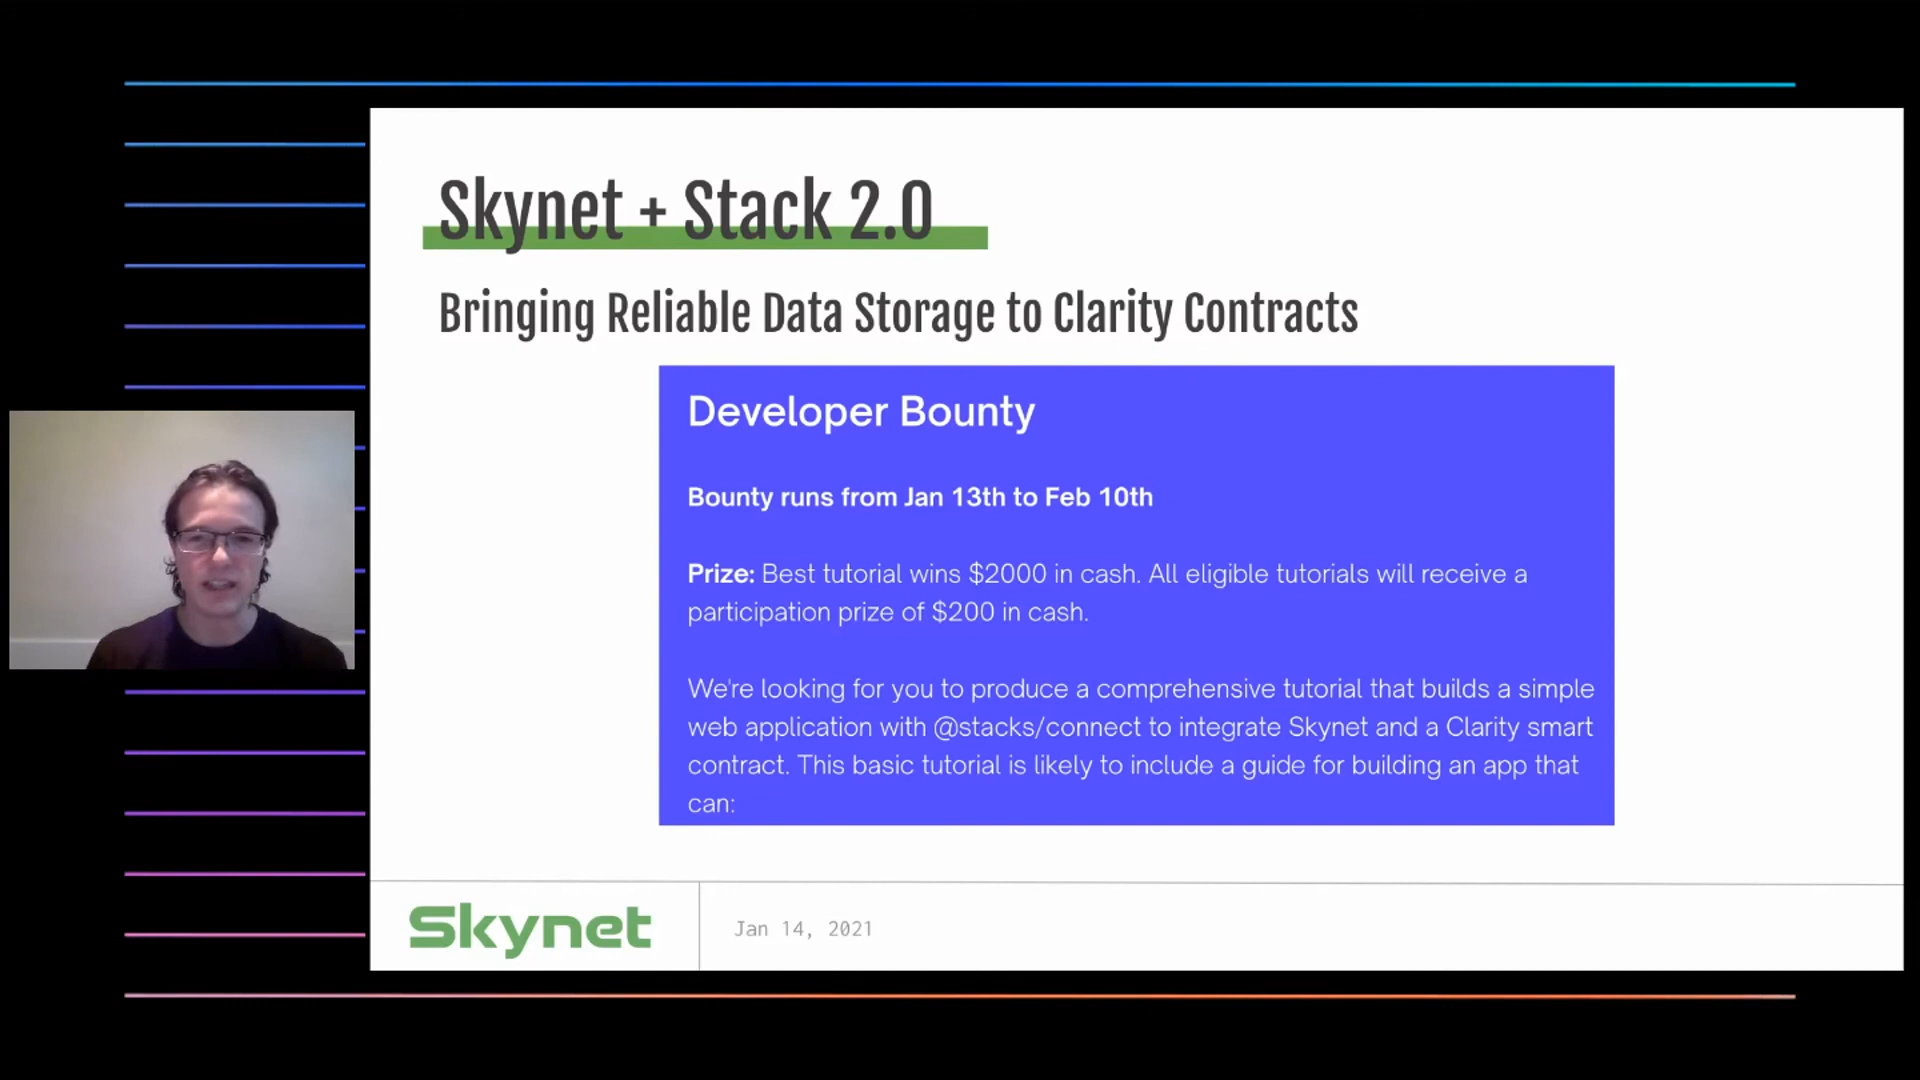 Skynet + Stack 2.0
Bringing Reliable Data Storage to Clarity Contracts
Developer Bounty
Bounty runs from Jan 13th to Feb 10th
Prize: Best tutorial wins $2000 in cash. All eligible tutorials will receive a
participation prize of $200 in cash.
We're looking for you to produce a comprehensive tutorial that builds a simple
web application with @stacks/connect to integrate Skynet and a Clarity smart
contract. This basic tutorial is likely to include a guide for building an app that
can:
Skynet
Jan 14, 2021